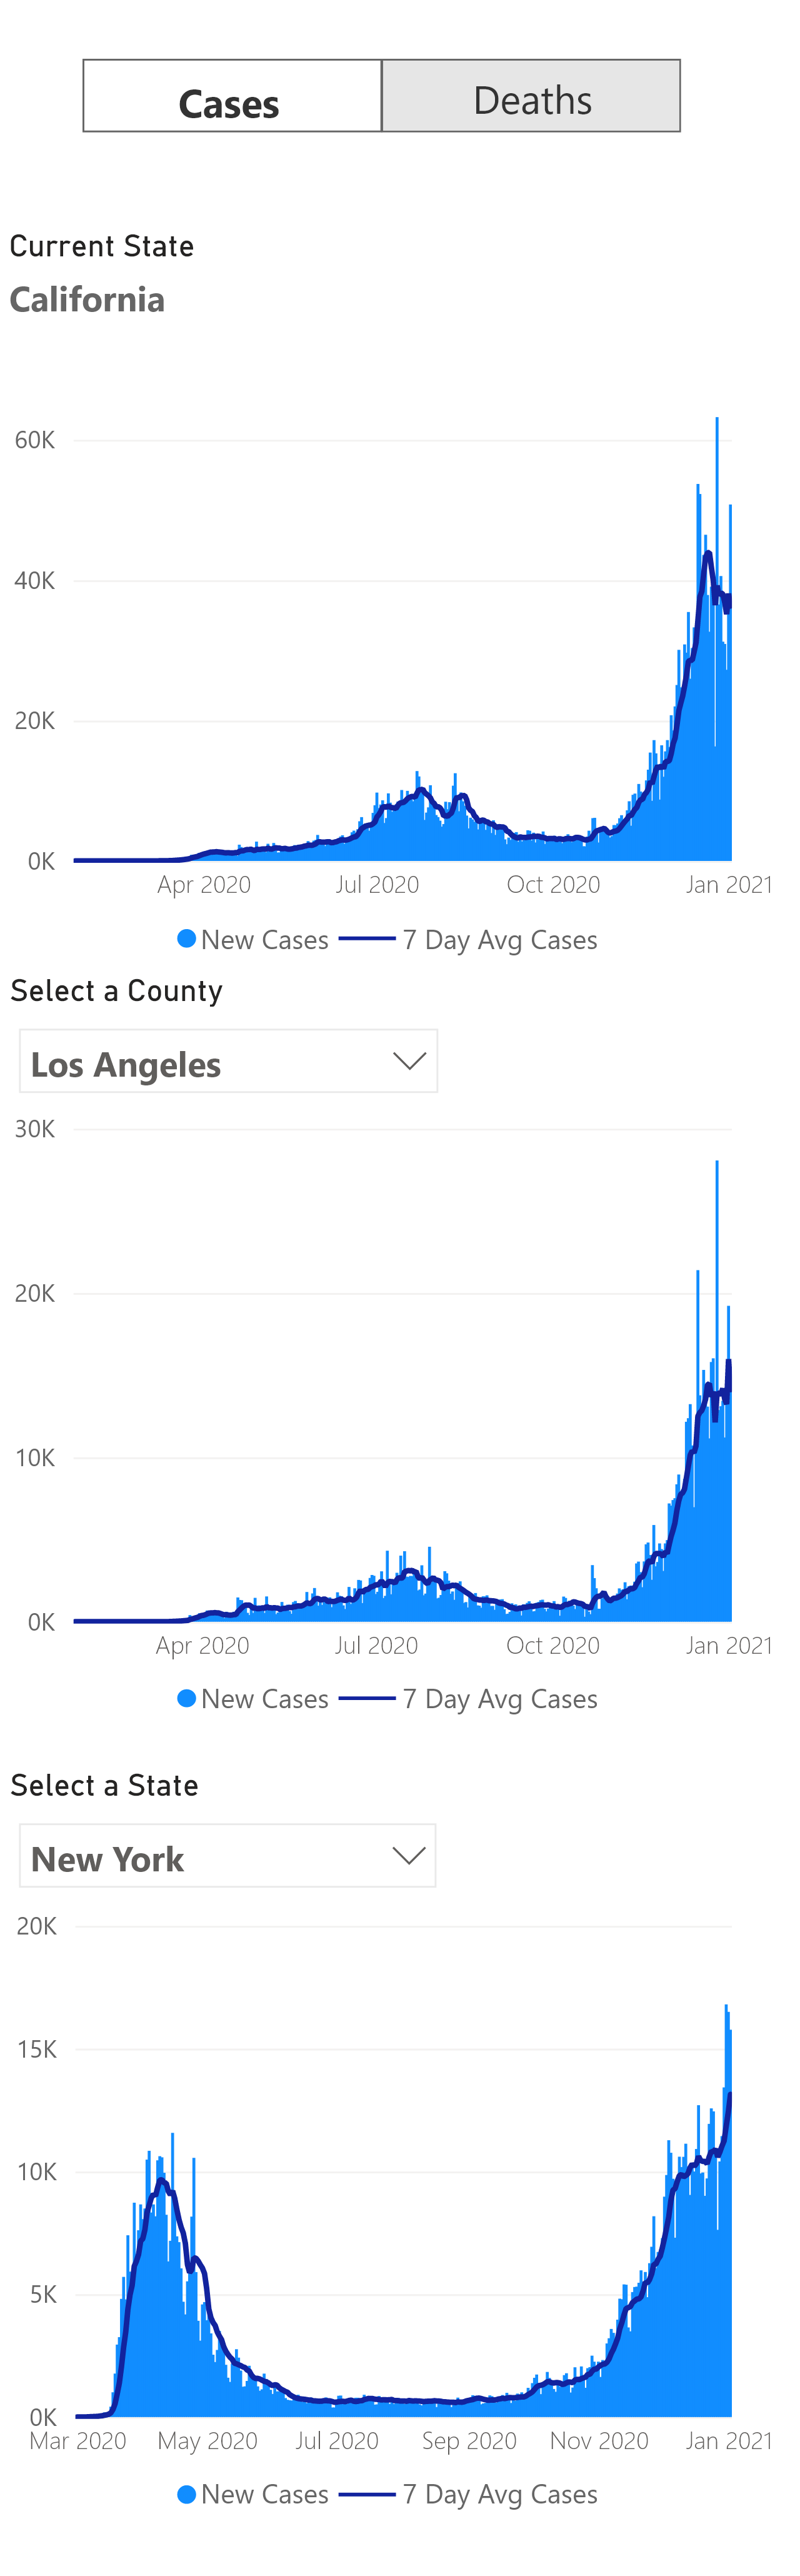 Cases Deaths
Current State
California
60K
40K
20K
0K
Apr 2020 Jul 2020 Oct 2020 Jan 2021
New Cases 7 Day Avg Cases
Select a County
Los Angeles
30K
20K
10K
0K
Apr 2020 Jul 2020 Oct 2020 Jan 2021
New Cases 7 Day Avg Cases
Select a State
New York
20K
15K
10K
5K
0K
Mar 2020 May 2020 Jul 2020 Sep 2020 Nov 2020 Jan 2021
New Cases 7 Day Avg Cases